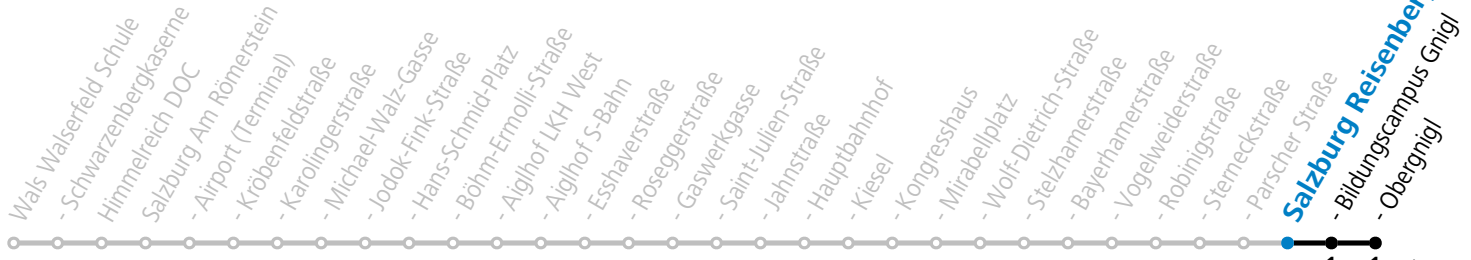 Wals Walserfeld Schule
- Schwarzenbergkaserne
Himmelreich DOC
Salzburg Am Römerstein
- Airport (Terminal)
- Kröbenfeldstraße
- Karolingerstraße
- Michael-Walz-Gasse
- Jodok-Fink-Straße
- Hans-Schmid-Platz
- Böhm-Ermolli-Straße
- Aiglhof LKH West
- Aiglhof S-Bahn
- Esshaverstraße
- Roseggerstraße
- Gaswerkgasse
- Saint-Julien-Straße
- Jahnstraße
- Hauptbahnhof
- Kiesel
- Kongresshaus
- Mirabellplatz
- Wolf-Dietrich-Straße
- Stelzhamerstraße
- Bayerhamerstraße
- Vogelweiderstraße
- Robinigstraße
- Sterneckstraße
- Parscher Straße
Salzburg
- Bildungscampus Gnigl
- Obergnigl